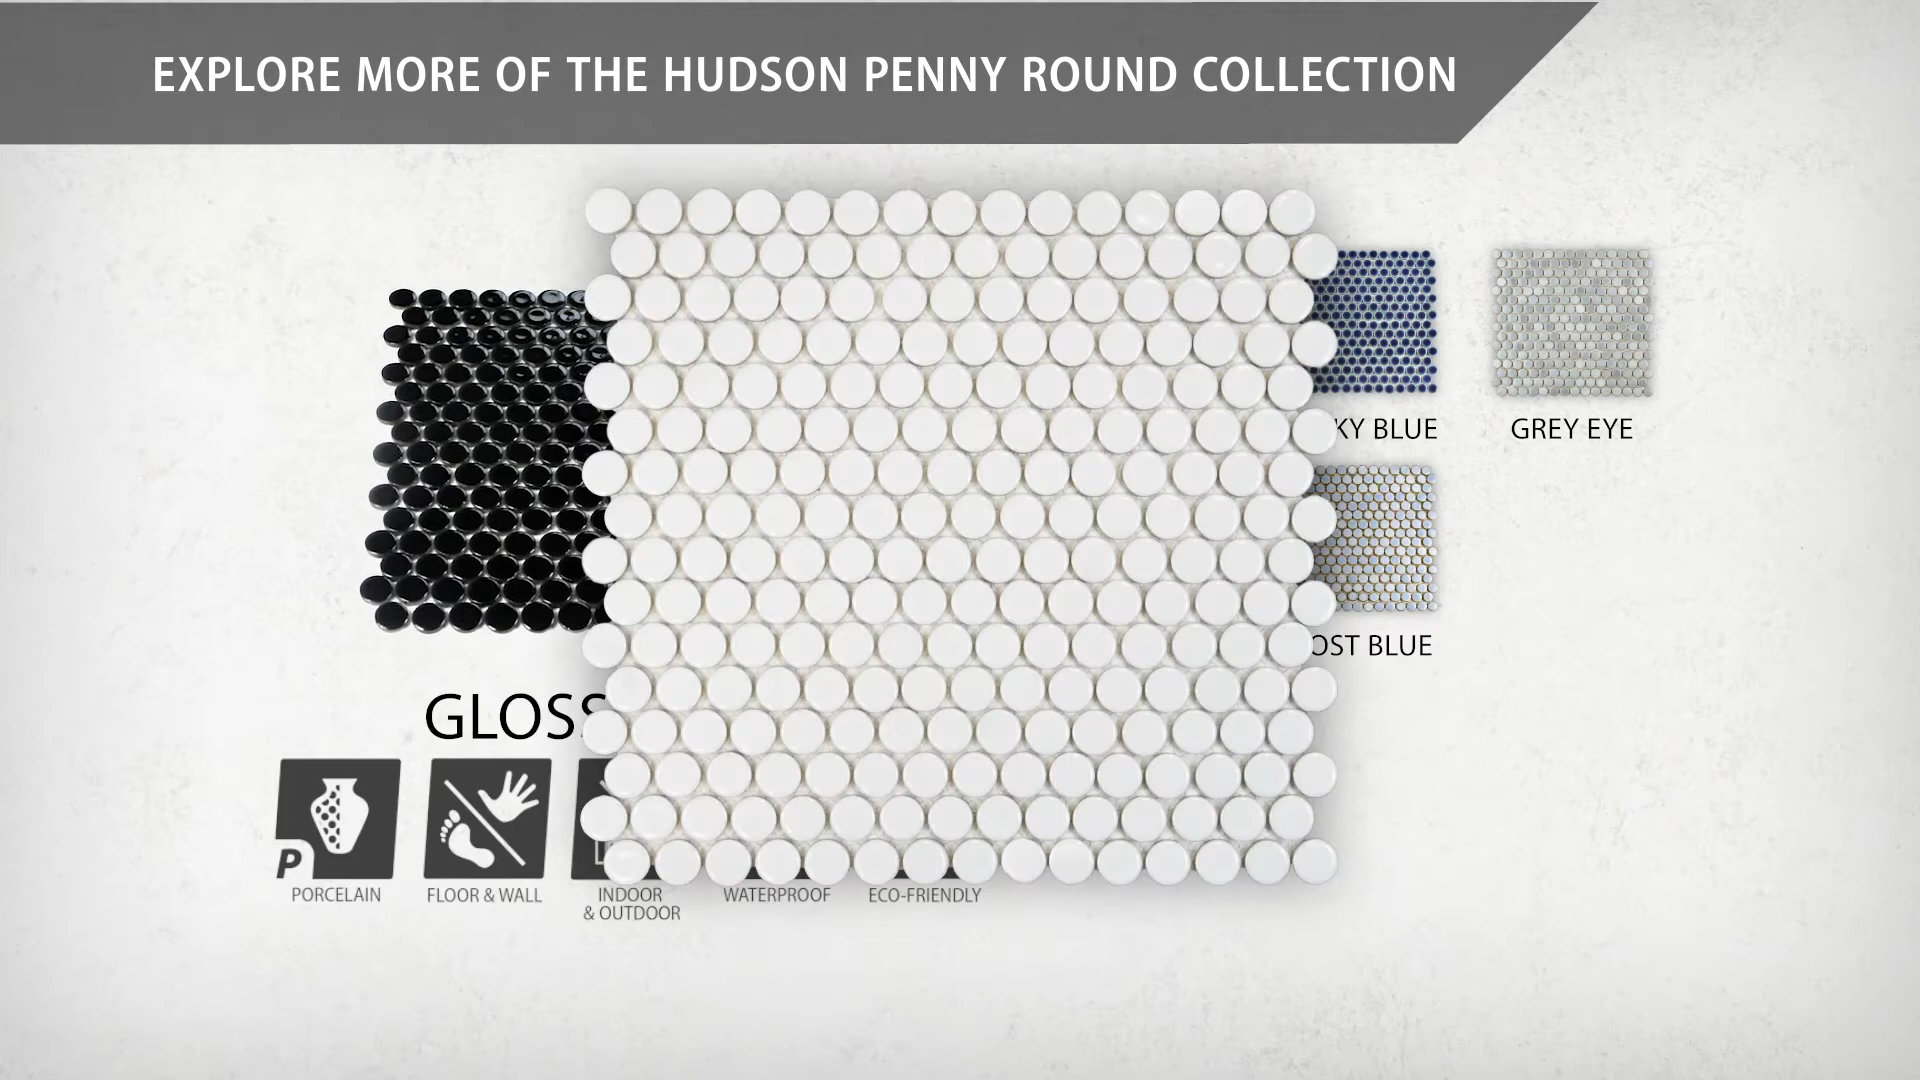 EXPLORE MORE OF THE HUDSON PENNY ROUND COLLECTION
KY BLUE
GREY EYE
OST BLUE
GLOSS
P
PORCELAIN
FLOOR & WALL
INDOOR
& OUTDOOR
WATERPROOF
ECO-FRIENDLY